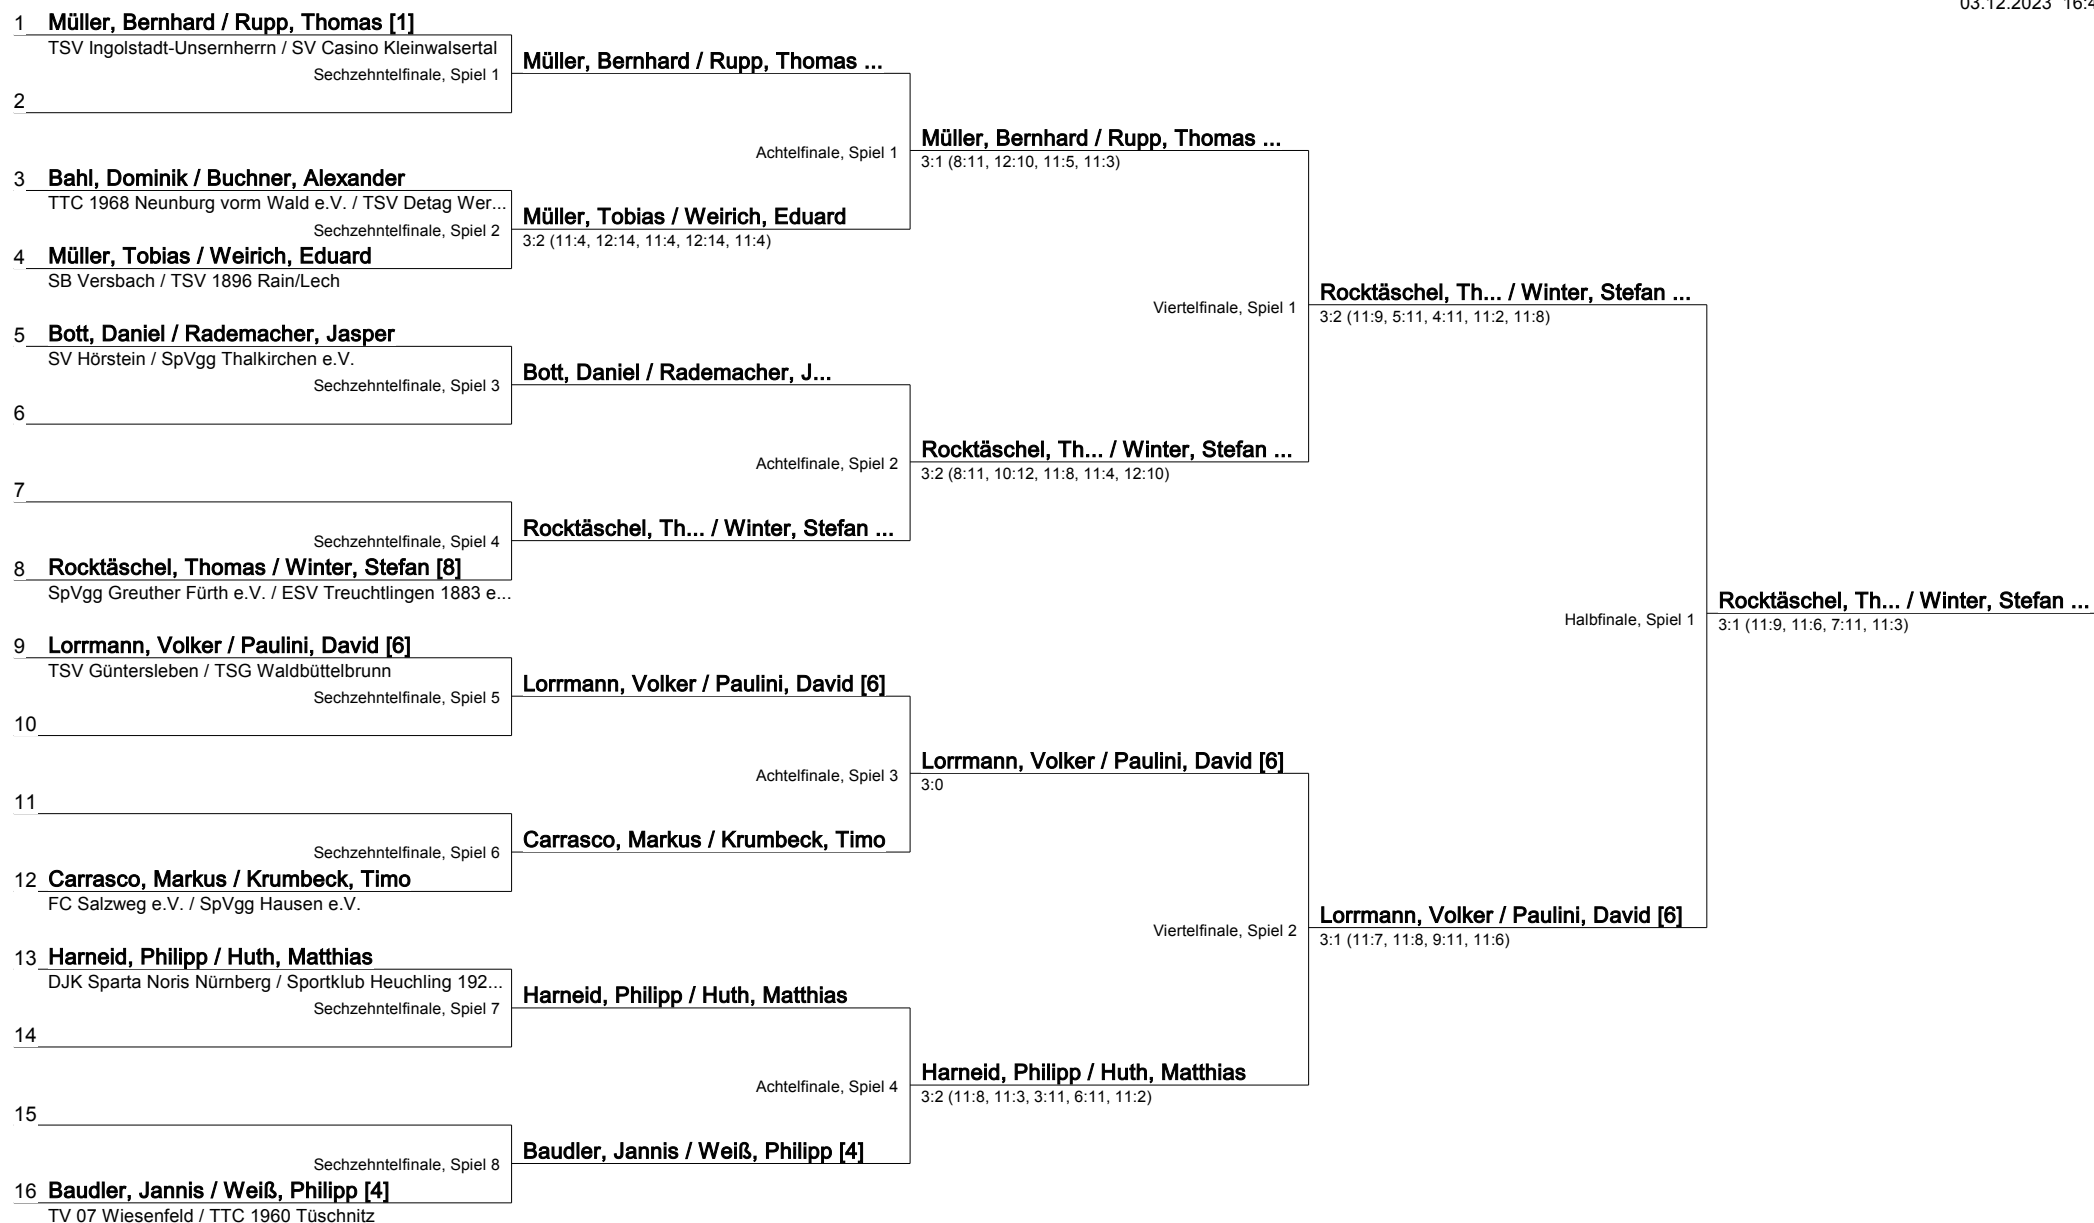 03.12.2023 16:4
1 Müller, Bernhard / Rupp, Thomas [1]
TSV Ingolstadt-Unsernherrn / SV Casino Kleinwalsertal
Sechzehntelfinale, Spiel 1
Müller, Bernhard / Rupp, Thomas ...
2
Achtelfinale, Spiel 1
Müller, Bernhard / Rupp, Thomas ...
3:1 (8:11, 12:10, 11:5, 11:3)
3 Bahl, Dominik / Buchner, Alexander
TTC 1968 Neunburg vorm Wald e.V. / TSV Detag Wer...
Sechzehntelfinale, Spiel 2
Müller, Tobias / Weirich, Eduard
3:2 (11:4, 12:14, 11:4, 12:14, 11:4)
4 Müller, Tobias / Weirich, Eduard
SB Versbach / TSV 1896 Rain/Lech
Viertelfinale, Spiel 1
Rocktäschel, Th... / Winter, Stefan ...
3:2 (11:9, 5:11, 4:11, 11:2, 11:8)
5 Bott, Daniel / Rademacher, Jasper
SV Hörstein / SpVgg Thalkirchen e.V.
Sechzehntelfinale, Spiel 3
Bott, Daniel / Rademacher, J...
6
Achtelfinale, Spiel 2
Rocktäschel, Th... / Winter, Stefan ...
3:2 (8:11, 10:12, 11:8, 11:4, 12:10)
7
Sechzehntelfinale, Spiel 4
Rocktäschel, Th... / Winter, Stefan ...
8 Rocktäschel, Thomas / Winter, Stefan [8]
SpVgg Greuther Fürth e.V. / ESV Treuchtlingen 1883 e...
Halbfinale, Spiel 1
Rocktäschel, Th... / Winter, Stefan ...
3:1 (11:9, 11:6, 7:11, 11:3)
9 Lorrmann, Volker / Paulini, David [6]
TSV Güntersleben / TSG Waldbüttelbrunn
Sechzehntelfinale, Spiel 5
Lorrmann, Volker / Paulini, David [6]
10
Achtelfinale, Spiel 3
Lorrmann, Volker / Paulini, David [6]
3:0
11
Sechzehntelfinale, Spiel 6
Carrasco, Markus / Krumbeck, Timo
12 Carrasco, Markus / Krumbeck, Timo
FC Salzweg e.V. / SpVgg Hausen e.V.
Viertelfinale, Spiel 2
Lorrmann, Volker / Paulini, David [6]
3:1 (11:7, 11:8, 9:11, 11:6)
13 Harneid, Philipp / Huth, Matthias
DJK Sparta Noris Nürnberg / Sportklub Heuchling 192...
Sechzehntelfinale, Spiel 7
Harneid, Philipp / Huth, Matthias
14
Achtelfinale, Spiel 4
Harneid, Philipp / Huth, Matthias
3:2 (11:8, 11:3, 3:11, 6:11, 11:2)
15
Sechzehntelfinale, Spiel 8
Baudler, Jannis / Weiß, Philipp [4]
16 Baudler, Jannis / Weiß, Philipp [4]
TV 07 Wiesenfeld / TTC 1960 Tüschnitz